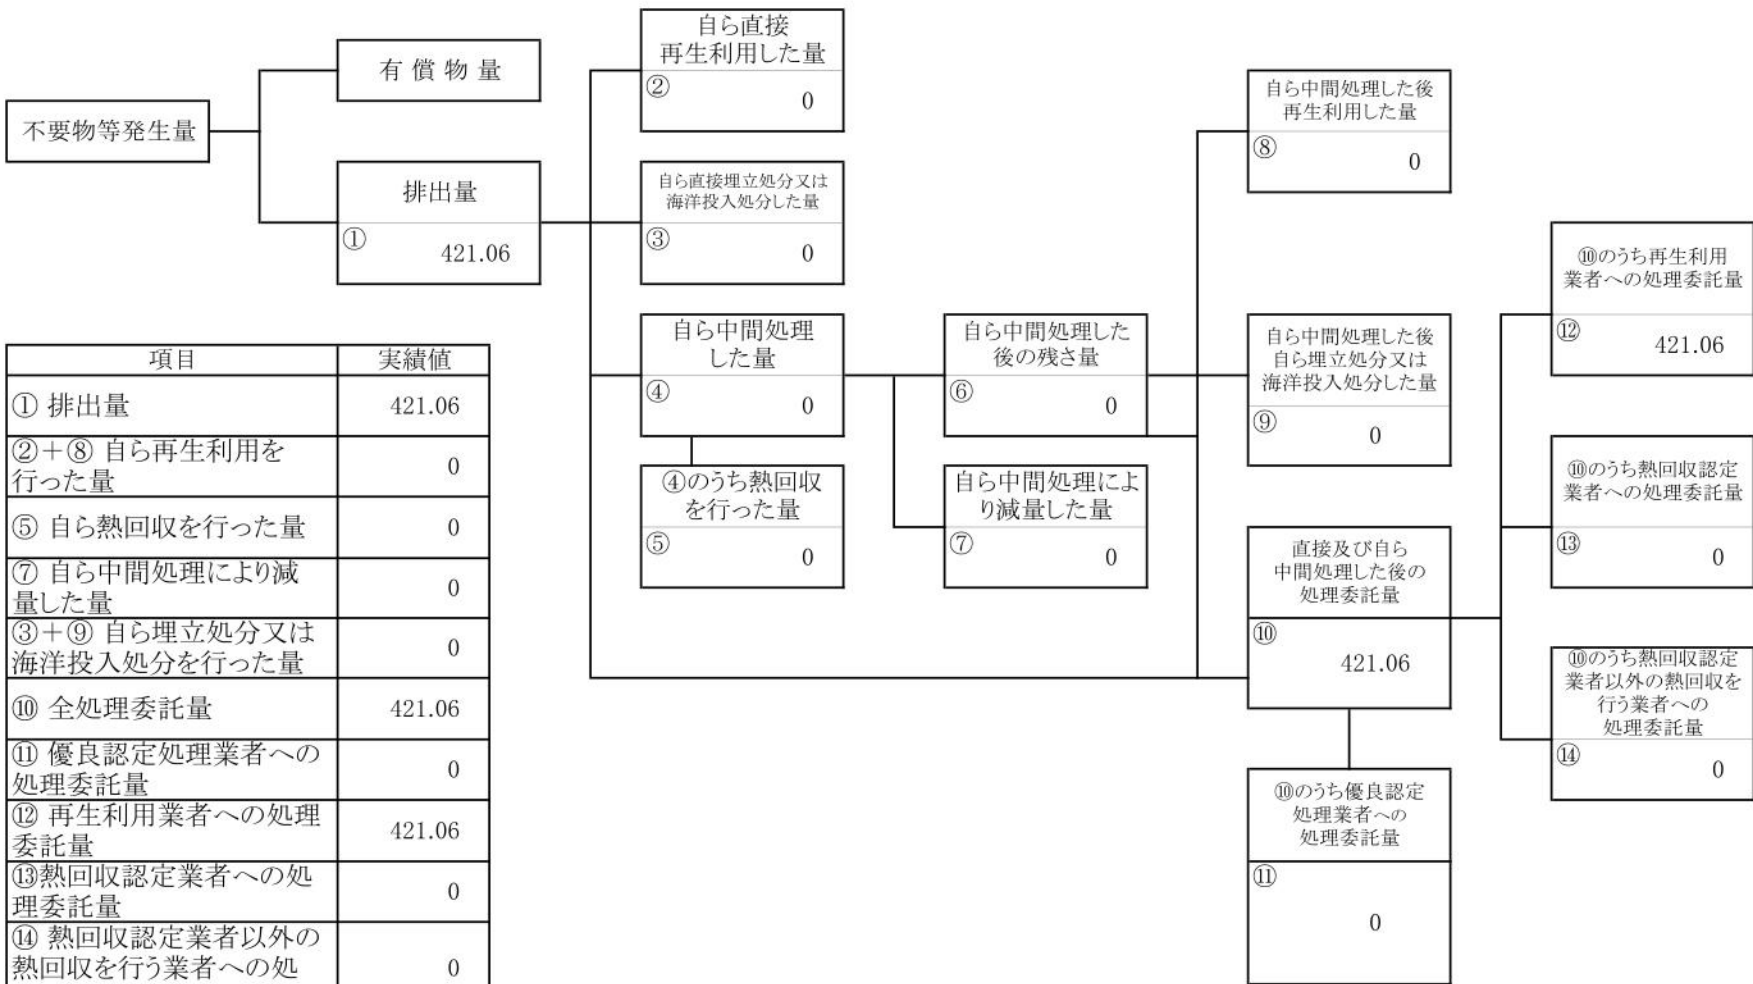 不要物等発生量
有 償 物 量
排出量
①
421.06
自ら直接
再生利用した量
②
0
自ら直接埋立処分又は
海洋投入処分した量
③
0
自ら中間処理
した量
④
0
④のうち熱回収
を行った量
⑤
0
自ら中間処理した
後の残さ量
⑥
0
自ら中間処理によ
り減量した量
⑦
0
自ら中間処理した後
再生利用した量
⑧
0
自ら中間処理した後
自ら埋立処分又は
海洋投入処分した量
⑨
0
直接及び自ら
中間処理した後の
処理委託量
⑩
421.06
⑩のうち優良認定
処理業者への
処理委託量
⑪
0
⑩のうち再生利用
業者への処理委託量
⑫
421.06
⑩のうち熱回収認定
業者への処理委託量
⑬
0
⑩のうち熱回収認定
業者以外の熱回収を
行う業者への
処理委託量
⑭
0
項目 実績値
① 排出量 421.06
②＋⑧ 自ら再生利用を
行った量 0
⑤ 自ら熱回収を行った量 0
⑦ 自ら中間処理により減
量した量 0
③＋⑨ 自ら埋立処分又は
海洋投入処分を行った量 0
⑩ 全処理委託量 421.06
⑪ 優良認定処理業者への
処理委託量 0
⑫ 再生利用業者への処理
委託量 421.06
⑬熱回収認定業者への処
理委託量 0
⑭ 熱回収認定業者以外の
熱回収を行う業者への処 0